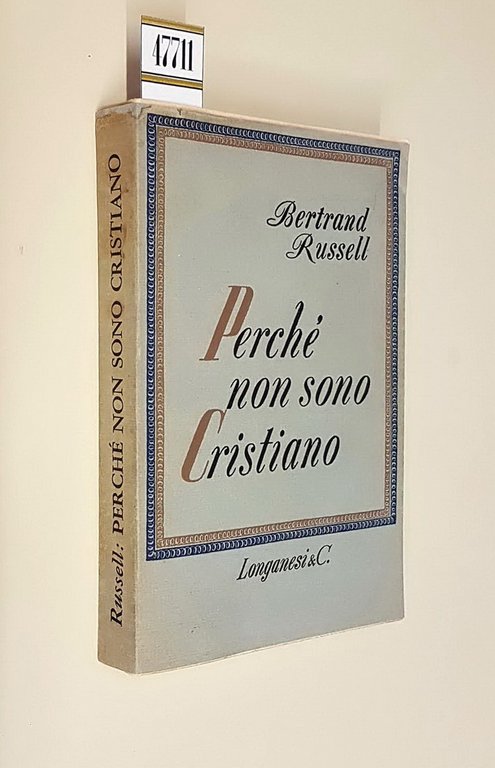 47711
Russell: PERCHÉ NON SONO CRISTIANO
Bertrand
Russell
Perché
non sono
Cristiano
Longanesi & C.